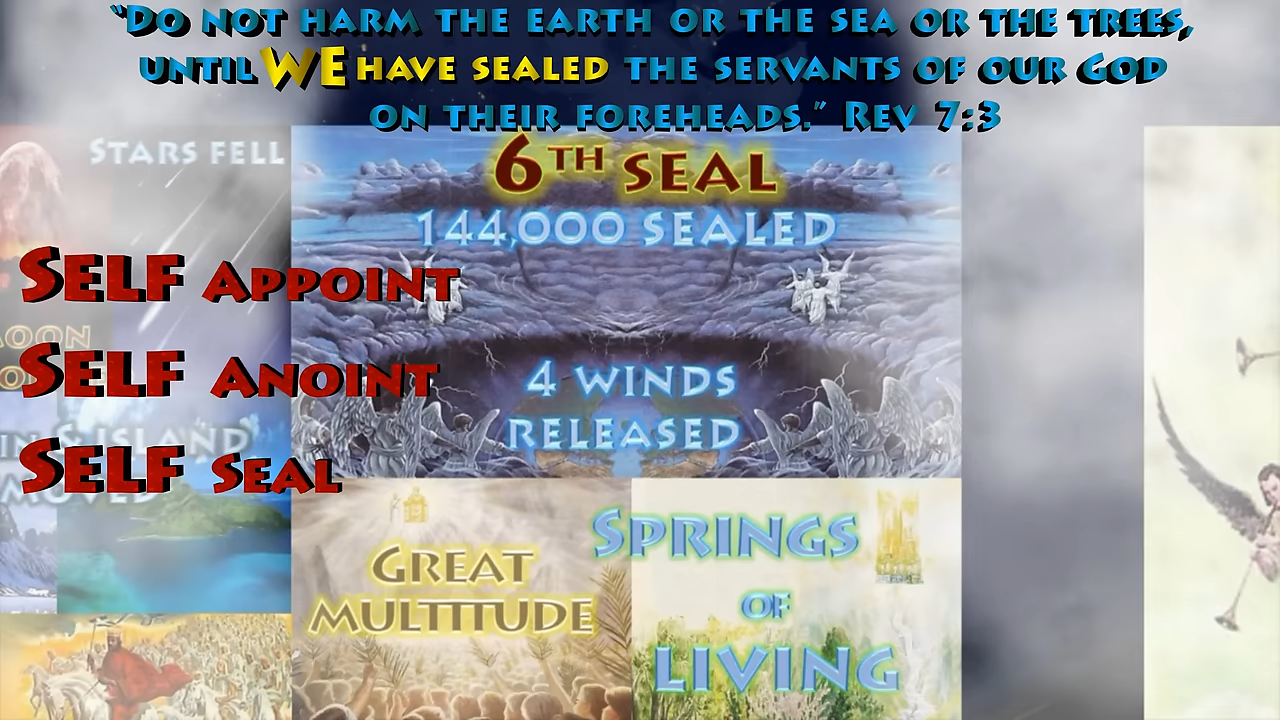 “Do not harm the earth or the sea or the trees,
until WE have sealed the servants of our God
on their foreheads.” Rev 7:3
Stars fell
6th Seal
144,000 Sealed
Self Appoint
Self Anoint
4 Winds
Released
& Island
Self Seal
Moved
Great
Multitude
Springs
of
Living